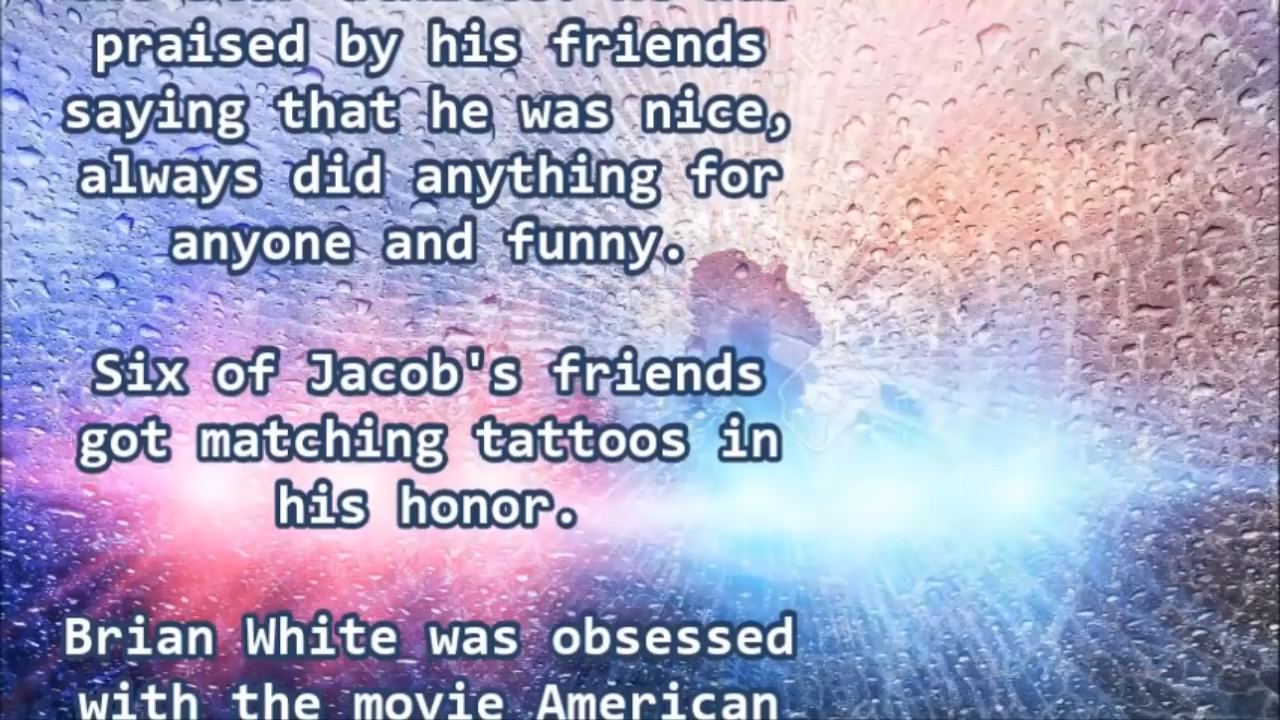 praised by his friends
saying that he was nice,
always did anything for
anyone and funny.
Six of Jacob's friends
got matching tattoos in
his honor.
Brian White was obsessed
with the movie American